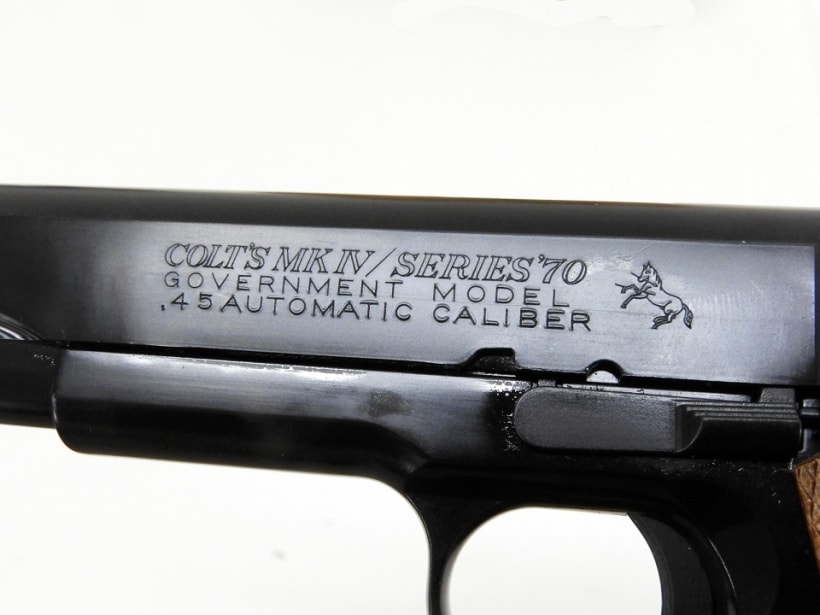 COLT'S MK IV / SERIES '70
GOVERNMENT MODEL
.45 AUTOMATIC CALIBER